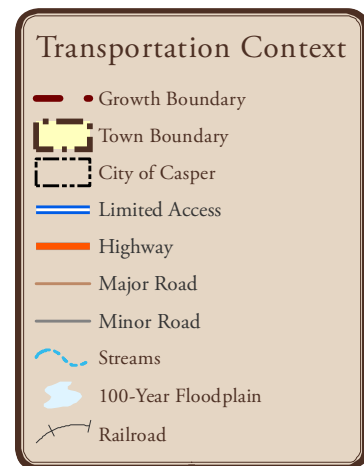 Transportation Context
Growth Boundary
Town Boundary
City of Casper
Limited Access
Highway
Major Road
Minor Road
Streams
100-Year Floodplain
Railroad